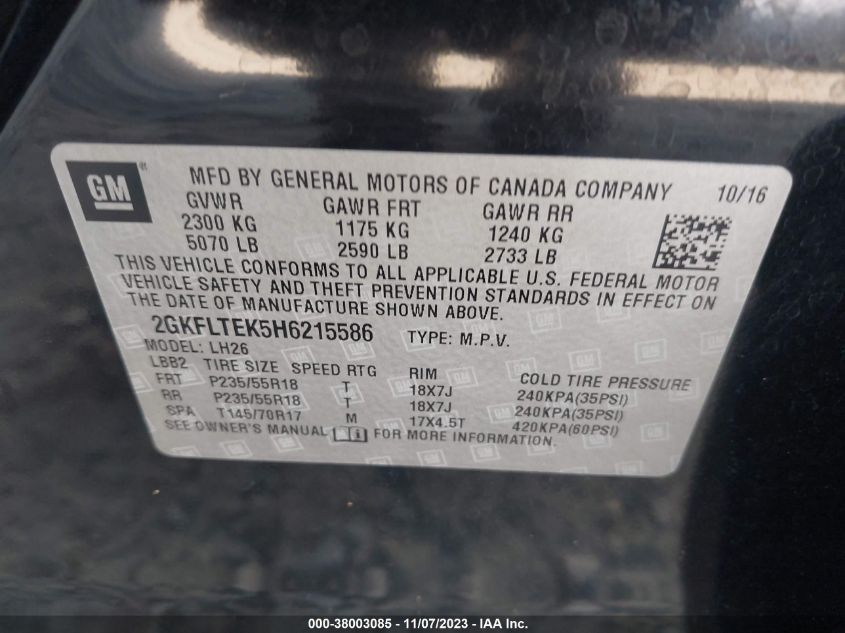 GM ® MFD BY GENERAL MOTORS OF CANADA COMPANY 10/16
GVWR GAWR FRT GAWR RR
2300 KG 1175 KG 1240 KG
5070 LB 2590 LB 2733 LB
THIS VEHICLE CONFORMS TO ALL APPLICABLE U.S. FEDERAL MOTOR
VEHICLE SAFETY AND THEFT PREVENTION STANDARDS IN EFFECT ON
THE DATE OF MANUFACTURE SHOWN ABOVE.
2GKFLTEK5H6215586 TYPE: M.P.V.
MODEL: LH26
LBB2 TIRE SIZE SPEED RTG RIM COLD TIRE PRESSURE
FRT P235/55R18 T 18X7J 240KPA(35PSI)
RR P235/55R18 T 18X7J 240KPA(35PSI)
SPA T145/70R17 M 17X4.5T 420KPA(60PSI)
SEE OWNER'S MANUAL i FOR MORE INFORMATION.
000-38003085 - 11/07/2023 - IAA Inc.